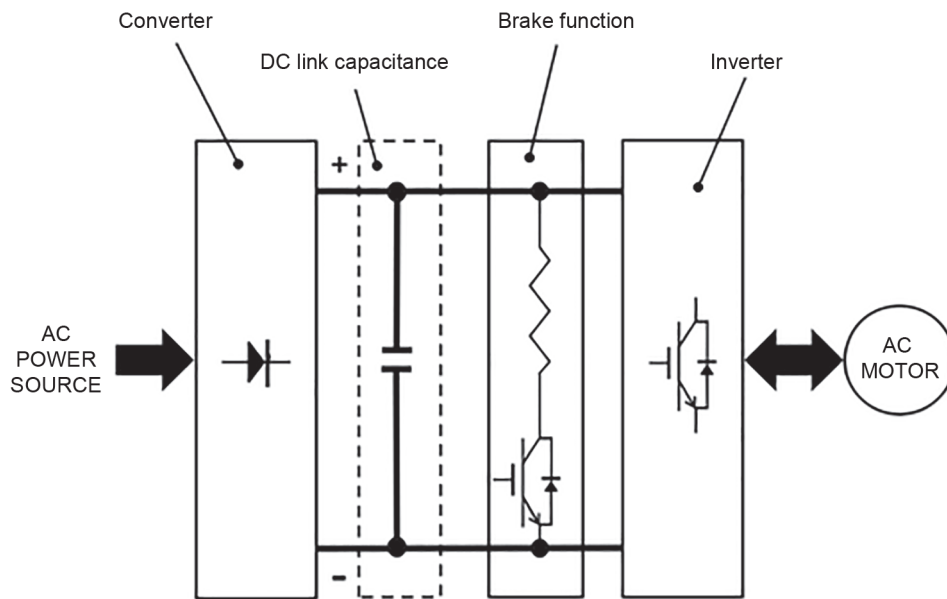 Converter
Brake function
DC link capacitance
Inverter
+
AC
POWER
SOURCE
AC
MOTOR
-